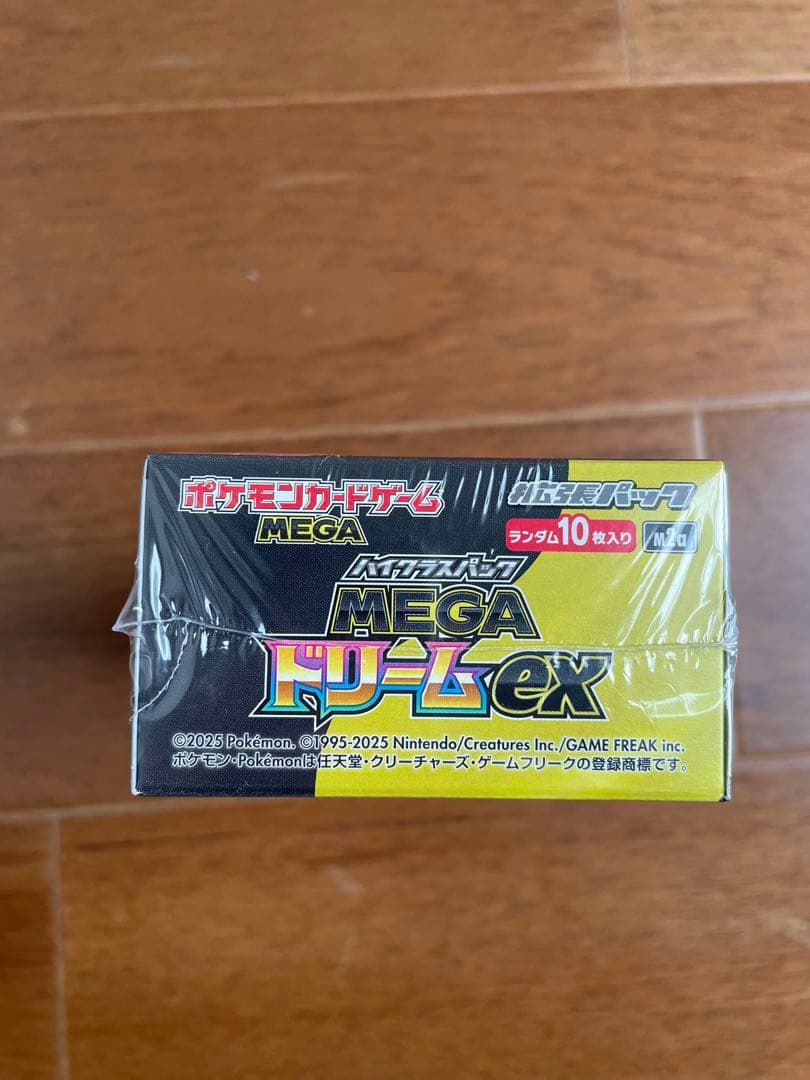 ポケモンカードゲーム
MEGA
拡張パック
ランダム10枚入り M2a
ハイクラスパック
MEGA
ドリームex
©2025 Pokémon. ©1995-2025 Nintendo/Creatures Inc./GAME FREAK inc.
ポケモン・Pokémonは任天堂・クリーチャーズ・ゲームフリークの登録商標です。